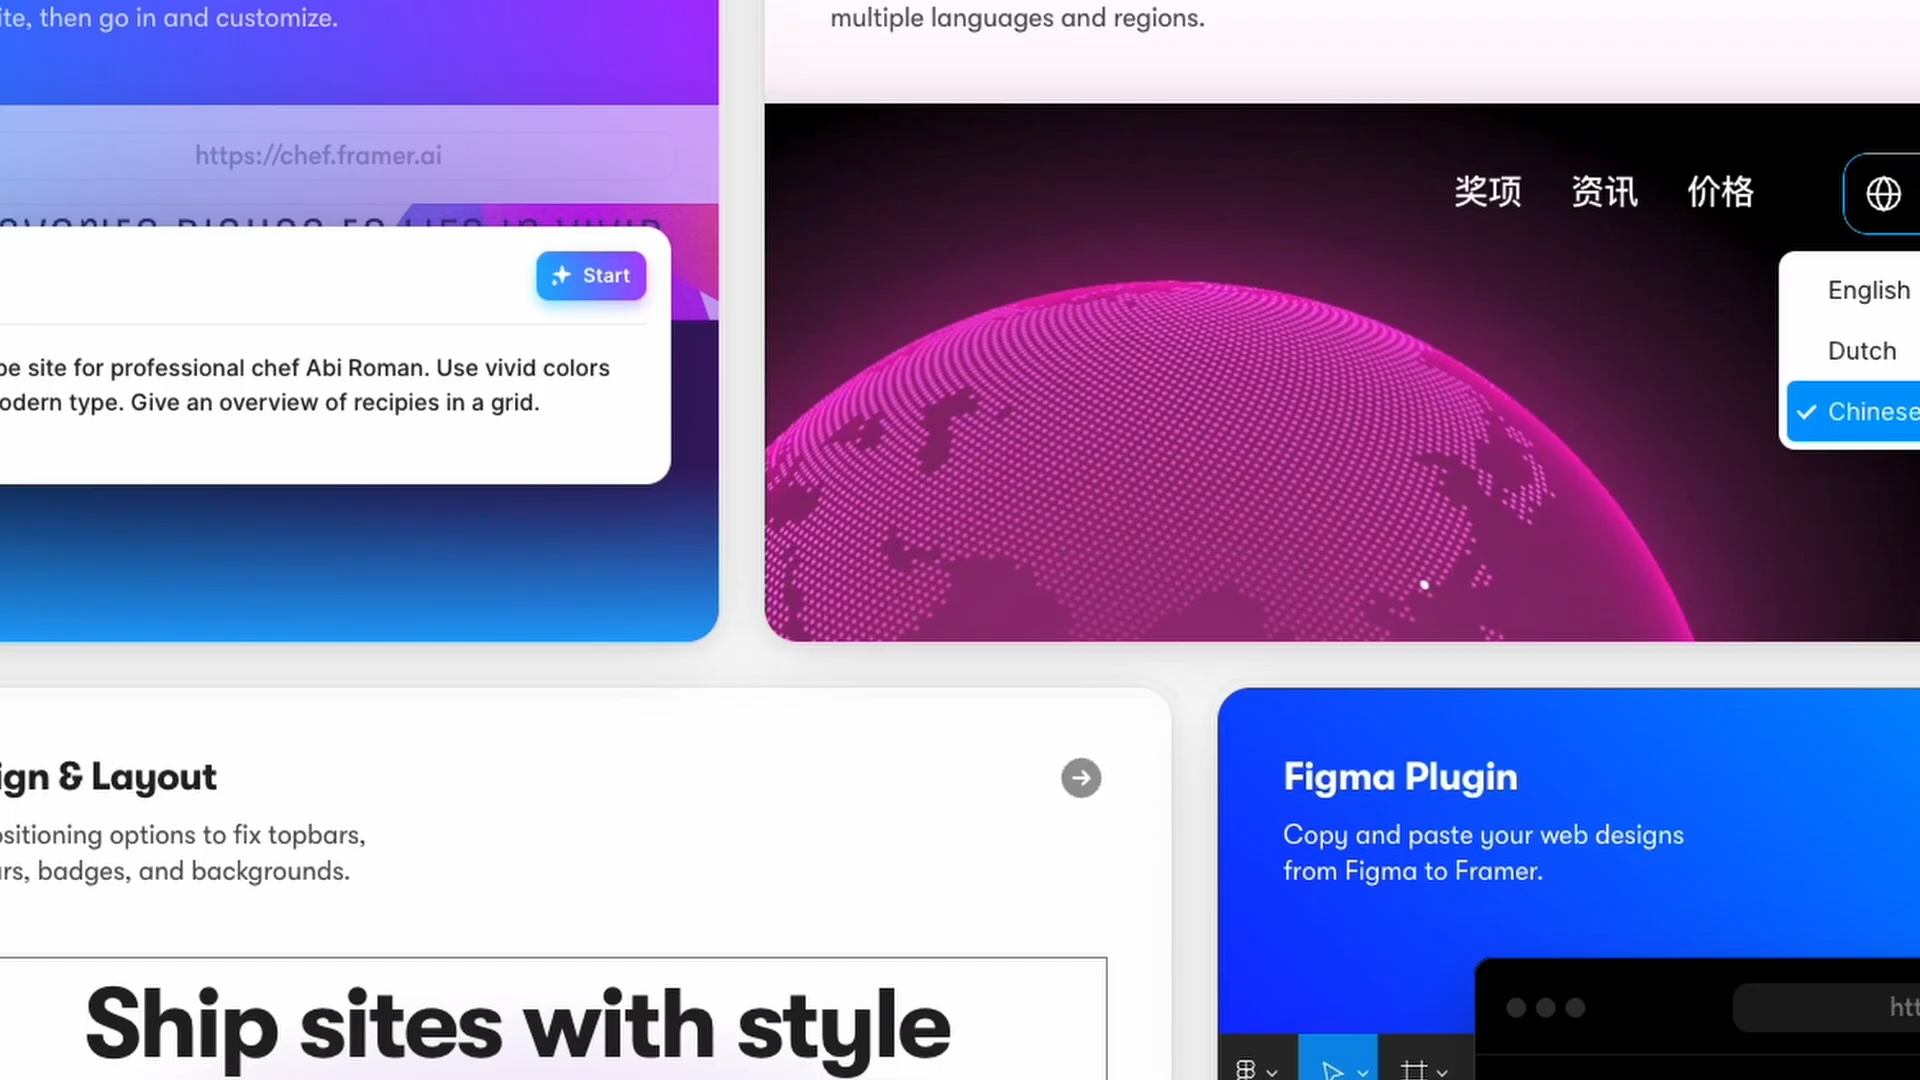 ite, then go in and customize.
multiple languages and regions.
https://chef.framer.ai
奖项 资讯 价格
Start
English
Dutch
Chinese
be site for professional chef Abi Roman. Use vivid colors
odern type. Give an overview of recipies in a grid.
ign & Layout
ositioning options to fix topbars,
rs, badges, and backgrounds.
Figma Plugin
Copy and paste your web designs
from Figma to Framer.
Ship sites with style
htt